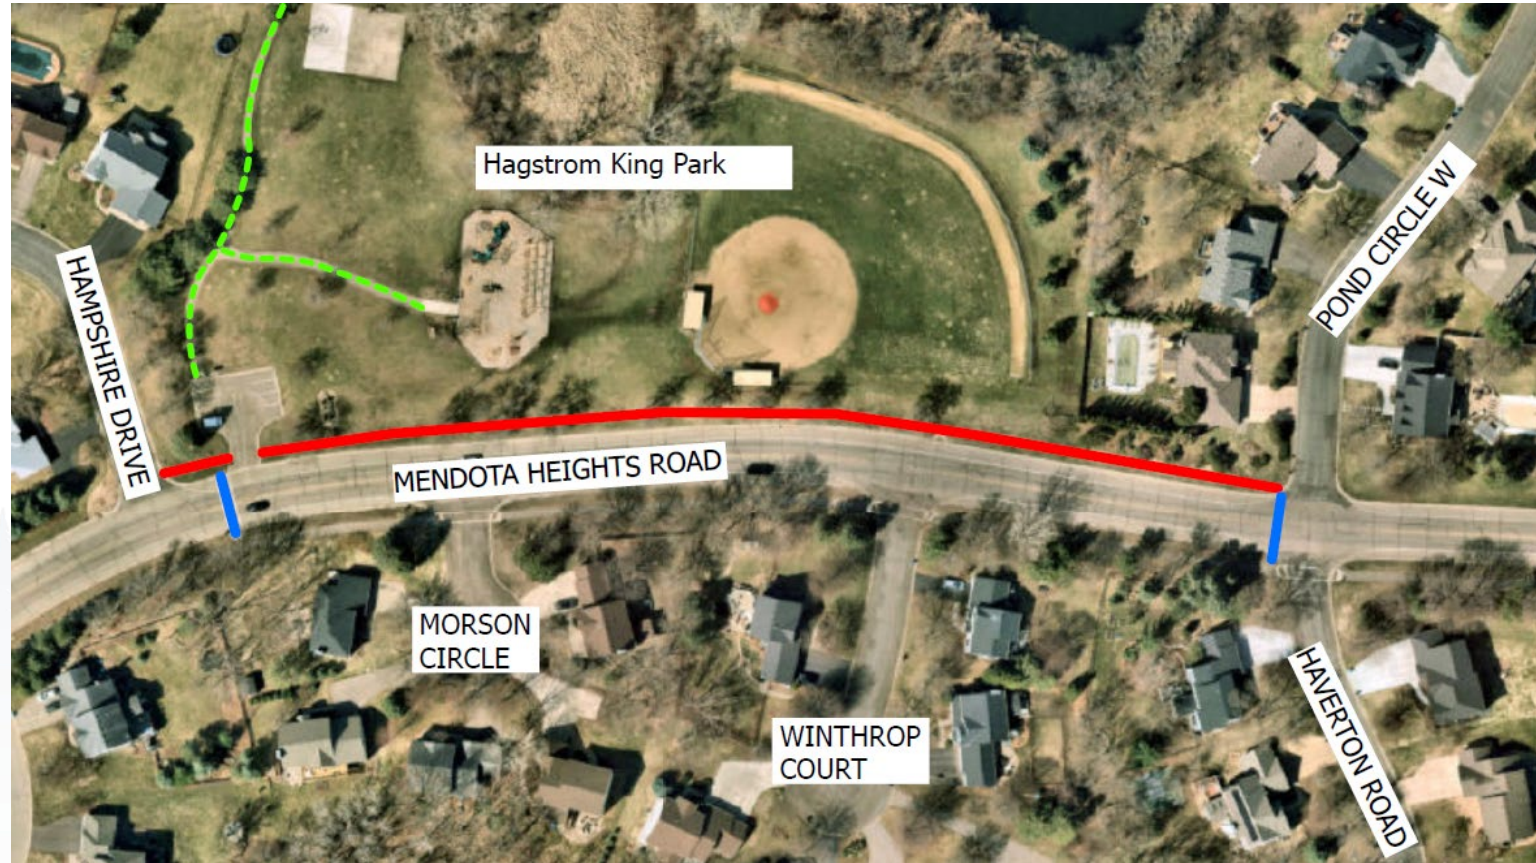 Hagstrom King Park
POND CIRCLE W
HAMPSHIRE DRIVE
MENDOTA HEIGHTS ROAD
MORSON
CIRCLE
WINTHROP
COURT
HAVERTON ROAD